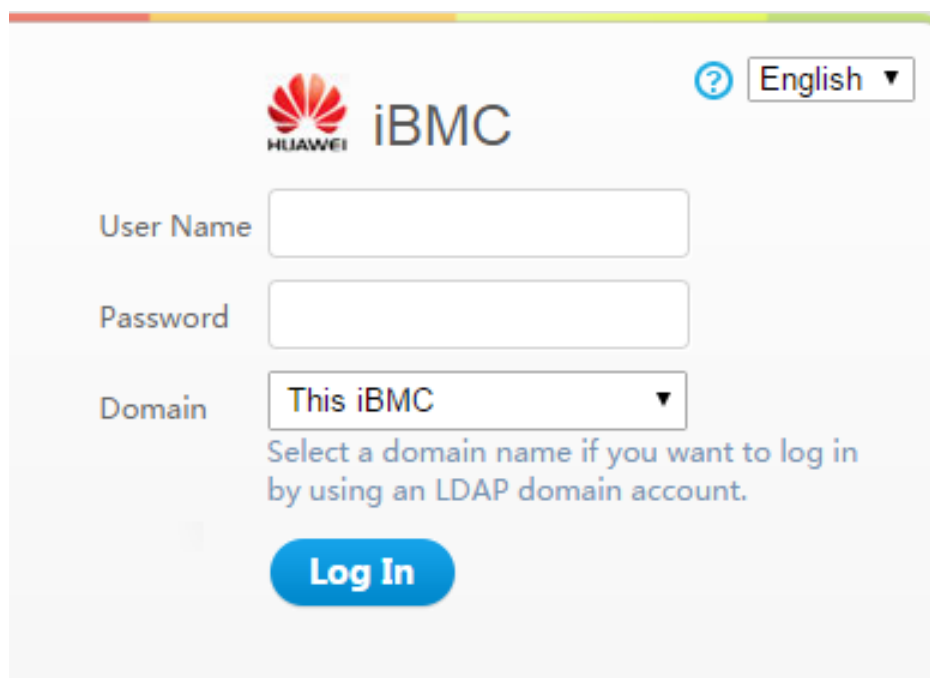 English
HUAWEI
iBMC
User Name
Password
Domain
This iBMC
Select a domain name if you want to log in
by using an LDAP domain account.
Log In